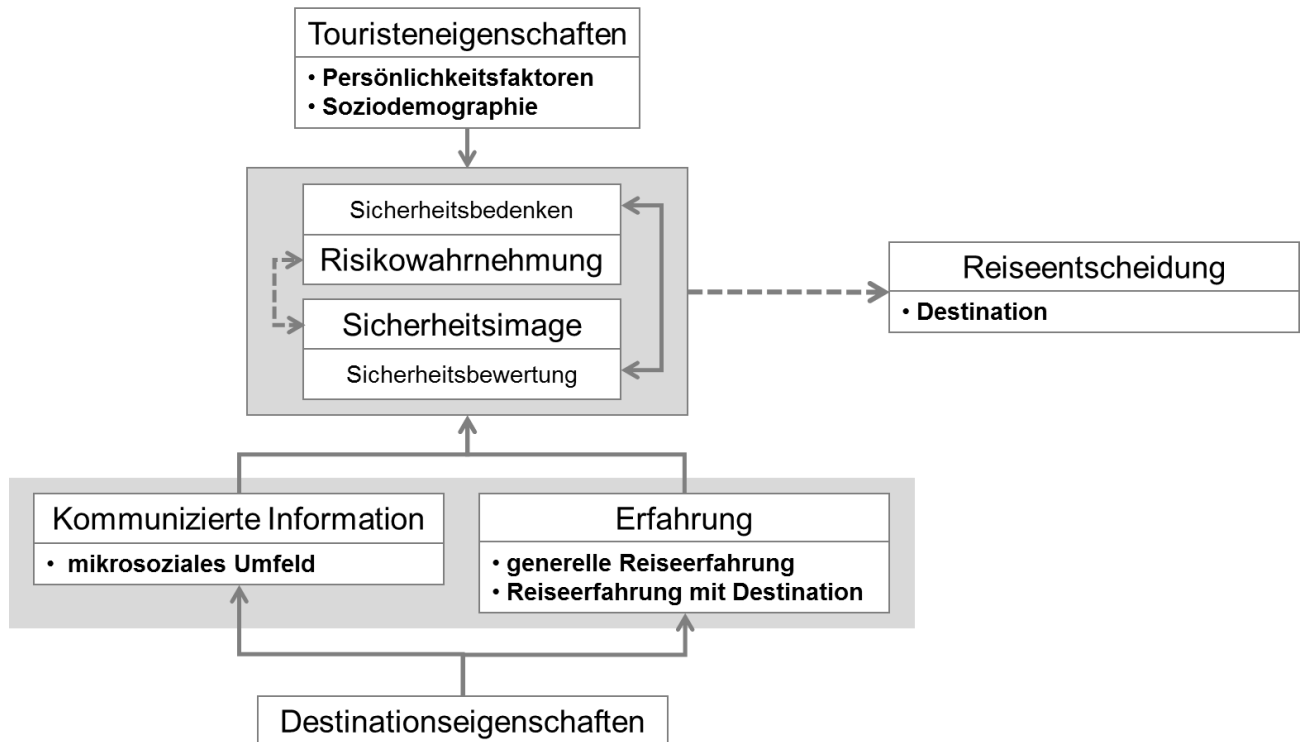 Touristeneigenschaften
• Persönlichkeitsfaktoren
• Soziodemographie
Sicherheitsbedenken
Risikowahrnehmung
Sicherheitsimage
Sicherheitsbewertung
Reiseentscheidung
• Destination
Kommunizierte Information
• mikrosoziales Umfeld
Erfahrung
• generelle Reiseerfahrung
• Reiseerfahrung mit Destination
Destinationseigenschaften